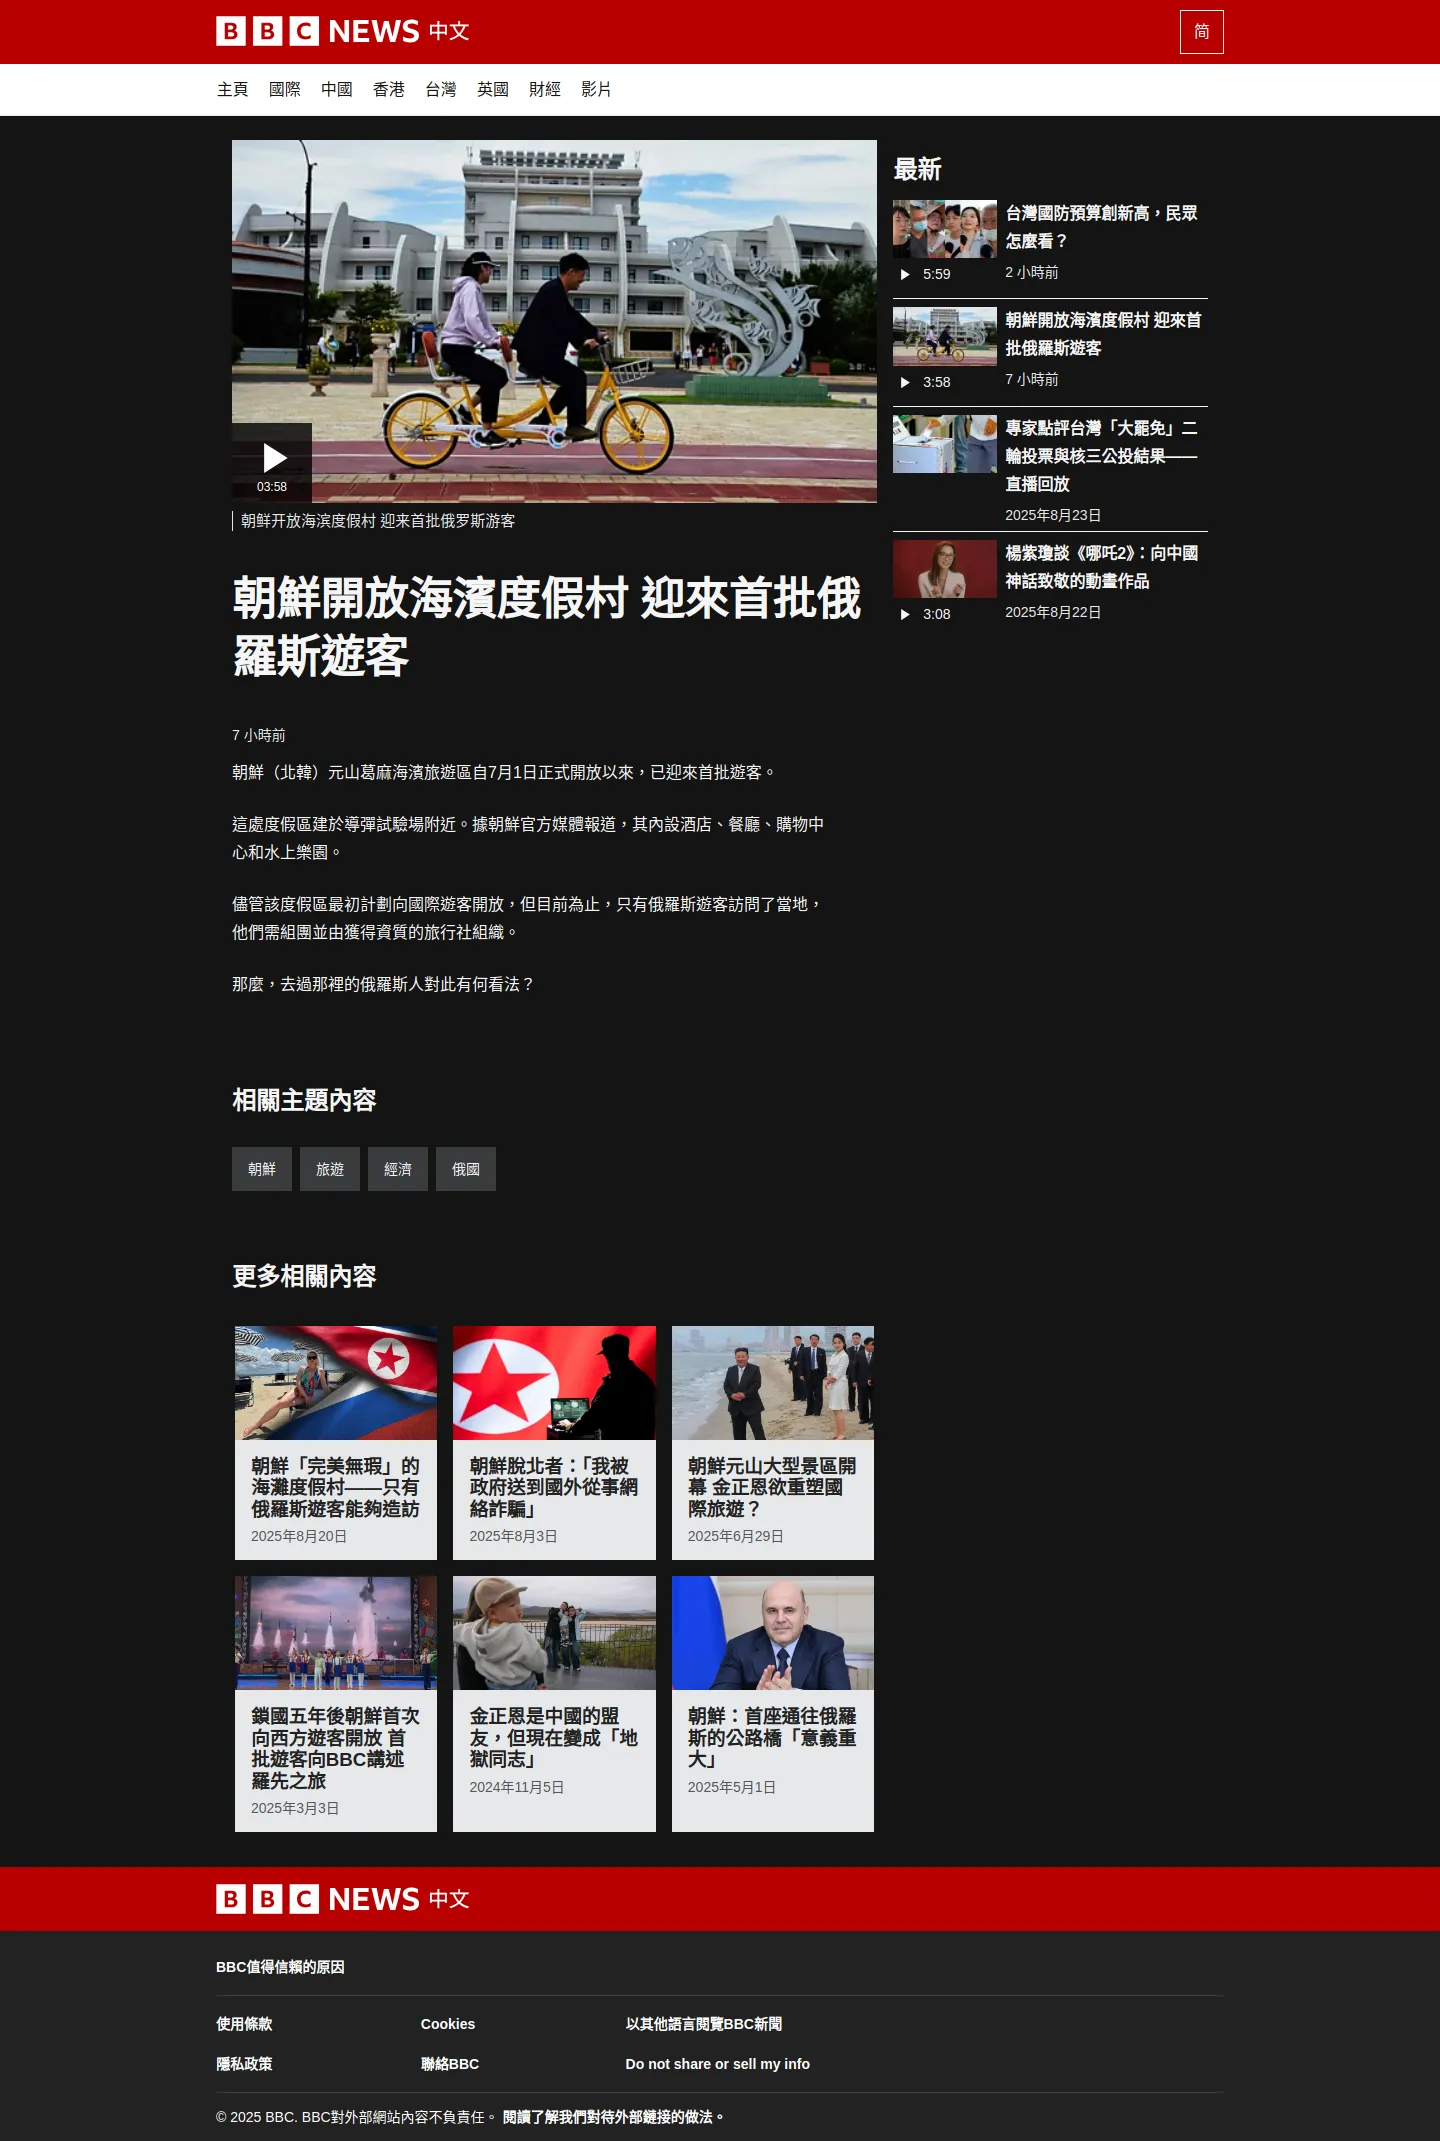 BBC NEWS 中文
简
主頁 國際 中國 香港 台灣 英國 財經 影片
03:58
朝鲜开放海滨度假村 迎来首批俄罗斯游客
朝鮮開放海濱度假村 迎來首批俄
羅斯遊客
7 小時前
朝鮮（北韓）元山葛麻海濱旅遊區自7月1日正式開放以來，已迎來首批遊客。
這處度假區建於導彈試驗場附近。據朝鮮官方媒體報道，其內設酒店、餐廳、購物中
心和水上樂園。
儘管該度假區最初計劃向國際遊客開放，但目前為止，只有俄羅斯遊客訪問了當地，
他們需組團並由獲得資質的旅行社組織。
那麼，去過那裡的俄羅斯人對此有何看法？
最新
台灣國防預算創新高，民眾
怎麼看？
5:59
2 小時前
朝鮮開放海濱度假村 迎來首
批俄羅斯遊客
3:58
7 小時前
專家點評台灣「大罷免」二
輪投票與核三公投結果——
直播回放
2025年8月23日
楊紫瓊談《哪吒2》：向中國
神話致敬的動畫作品
3:08
2025年8月22日
相關主題內容
朝鮮 旅遊 經濟 俄國
更多相關內容
朝鮮「完美無瑕」的
海灘度假村——只有
俄羅斯遊客能夠造訪
2025年8月20日
朝鮮脫北者：「我被
政府送到國外從事網
絡詐騙」
2025年8月3日
朝鮮元山大型景區開
幕 金正恩欲重塑國
際旅遊？
2025年6月29日
鎖國五年後朝鮮首次
向西方遊客開放 首
批遊客向BBC講述
羅先之旅
2025年3月3日
金正恩是中國的盟
友，但現在變成「地
獄同志」
2024年11月5日
朝鮮：首座通往俄羅
斯的公路橋「意義重
大」
2025年5月1日
BBC NEWS 中文
BBC值得信賴的原因
使用條款 Cookies 以其他語言閱覽BBC新聞
隱私政策 聯絡BBC Do not share or sell my info
© 2025 BBC. BBC對外部網站內容不負責任。 閱讀了解我們對待外部鏈接的做法。